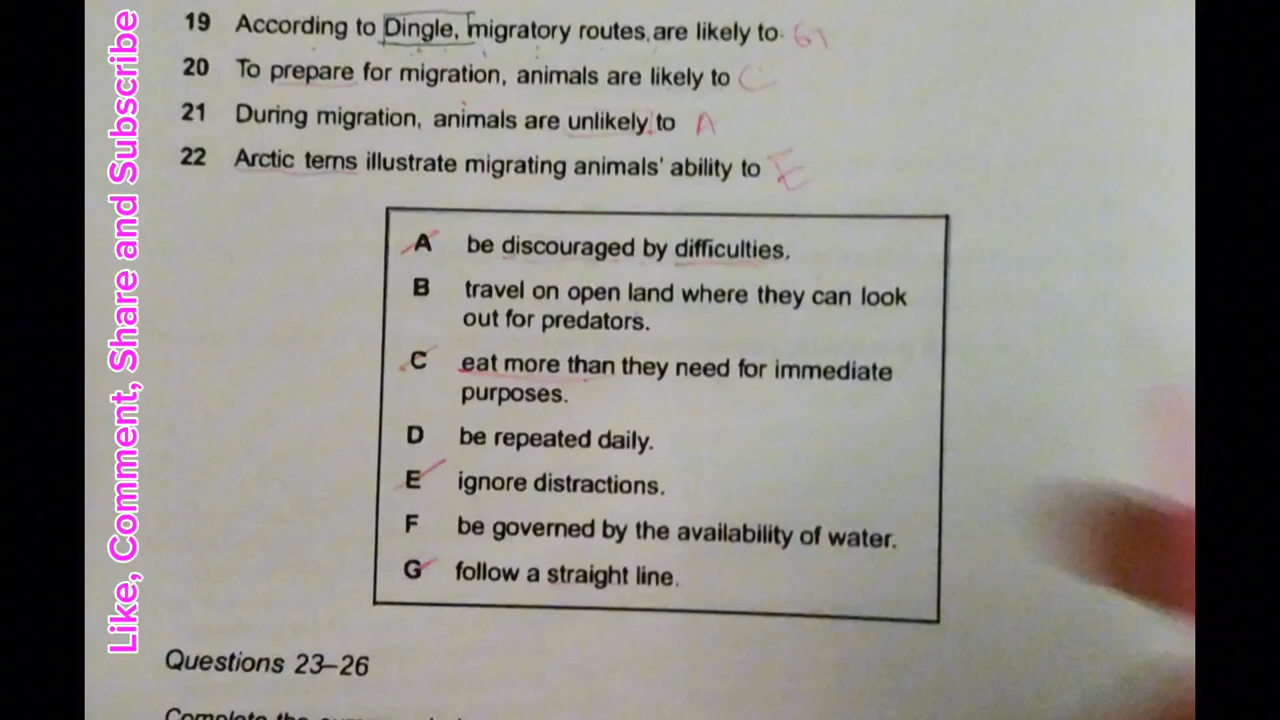 Like, Comment, Share and Subscribe
19 According to Dingle, migratory routes are likely to G
20 To prepare for migration, animals are likely to C
21 During migration, animals are unlikely to A
22 Arctic terns illustrate migrating animals' ability to E
A be discouraged by difficulties.
B travel on open land where they can look
out for predators.
C eat more than they need for immediate
purposes.
D be repeated daily.
E ignore distractions.
F be governed by the availability of water.
G follow a straight line.
Questions 23–26
Complete the